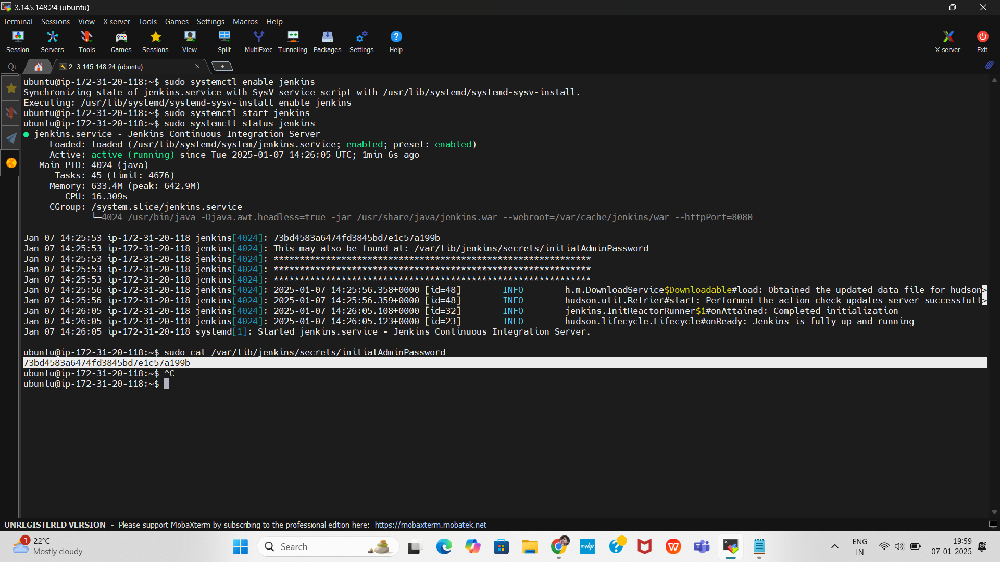 3.145.148.24 (ubuntu)
Terminal Sessions View X server Tools Games Settings Macros Help
Session Servers Tools Games Sessions View Split MultiExec Tunneling Packages Settings Help X server Exit
2. 3.145.148.24 (ubuntu)
ubuntu@ip-172-31-20-118:~$ sudo systemctl enable jenkins
Synchronizing state of jenkins.service with SysV service script with /usr/lib/systemd/systemd-sysv-install.
Executing: /usr/lib/systemd/systemd-sysv-install enable jenkins
ubuntu@ip-172-31-20-118:~$ sudo systemctl start jenkins
ubuntu@ip-172-31-20-118:~$ sudo systemctl status jenkins
● jenkins.service - Jenkins Continuous Integration Server
Loaded: loaded (/usr/lib/systemd/system/jenkins.service; enabled; preset: enabled)
Active: active (running) since Tue 2025-01-07 14:26:05 UTC; 1min 6s ago
Main PID: 4024 (java)
Tasks: 45 (limit: 4676)
Memory: 633.4M (peak: 642.9M)
CPU: 16.309s
CGroup: /system.slice/jenkins.service
└─4024 /usr/bin/java -Djava.awt.headless=true -jar /usr/share/java/jenkins.war --webroot=/var/cache/jenkins/war --httpPort=8080
Jan 07 14:25:53 ip-172-31-20-118 jenkins[4024]: 73bd4583a6474fd3845bd7e1c57a199b
Jan 07 14:25:53 ip-172-31-20-118 jenkins[4024]: This may also be found at: /var/lib/jenkins/secrets/initialAdminPassword
Jan 07 14:25:53 ip-172-31-20-118 jenkins[4024]: *************************************************************
Jan 07 14:25:53 ip-172-31-20-118 jenkins[4024]: *************************************************************
Jan 07 14:25:53 ip-172-31-20-118 jenkins[4024]: *************************************************************
Jan 07 14:25:56 ip-172-31-20-118 jenkins[4024]: 2025-01-07 14:25:56.358+0000 [id=48] INFO h.m.DownloadService$Downloadable#load: Obtained the updated data file for hudson>
Jan 07 14:25:56 ip-172-31-20-118 jenkins[4024]: 2025-01-07 14:25:56.359+0000 [id=48] INFO hudson.util.Retrier#start: Performed the action check updates server successfull>
Jan 07 14:26:05 ip-172-31-20-118 jenkins[4024]: 2025-01-07 14:26:05.108+0000 [id=32] INFO jenkins.InitReactorRunner$1#onAttained: Completed initialization
Jan 07 14:26:05 ip-172-31-20-118 jenkins[4024]: 2025-01-07 14:26:05.123+0000 [id=23] INFO hudson.lifecycle.Lifecycle#onReady: Jenkins is fully up and running
Jan 07 14:26:05 ip-172-31-20-118 systemd[1]: Started jenkins.service - Jenkins Continuous Integration Server.
ubuntu@ip-172-31-20-118:~$ sudo cat /var/lib/jenkins/secrets/initialAdminPassword
73bd4583a6474fd3845bd7e1c57a199b
ubuntu@ip-172-31-20-118:~$ ^C
ubuntu@ip-172-31-20-118:~$
UNREGISTERED VERSION - Please support MobaXterm by subscribing to the professional edition here: https://mobaxterm.mobatek.net
1
22°C
Mostly cloudy
Search
myhp
ENG
IN
19:59
07-01-2025